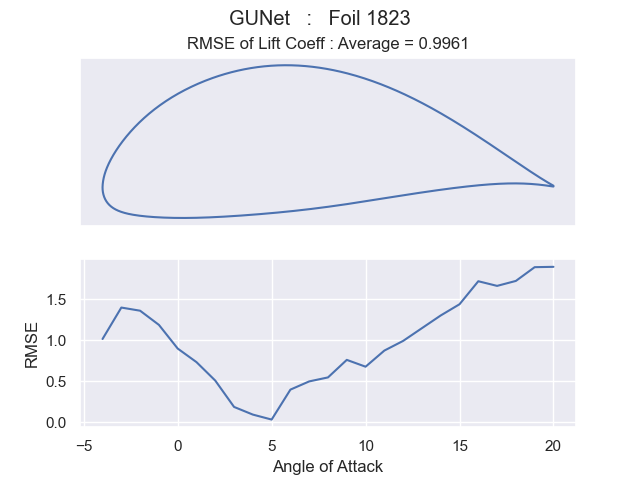 GUNet   :   Foil 1823
RMSE of Lift Coeff : Average = 0.9961
RMSE
1.5
1.0
0.5
0.0
−5 0 5 10 15 20
Angle of Attack